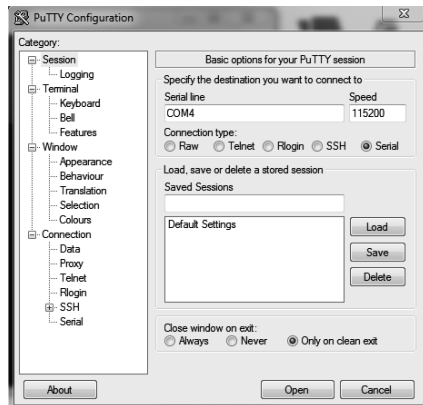 PuTTY Configuration
Category:
Session
Logging
Terminal
Keyboard
Bell
Features
Window
Appearance
Behaviour
Translation
Selection
Colours
Connection
Data
Proxy
Telnet
Rlogin
SSH
Serial
Basic options for your PuTTY session
Specify the destination you want to connect to
Serial line Speed
COM4 115200
Connection type:
Raw Telnet Rlogin SSH Serial
Load, save or delete a stored session
Saved Sessions
Default Settings
Load
Save
Delete
Close window on exit:
Always Never Only on clean exit
About Open Cancel